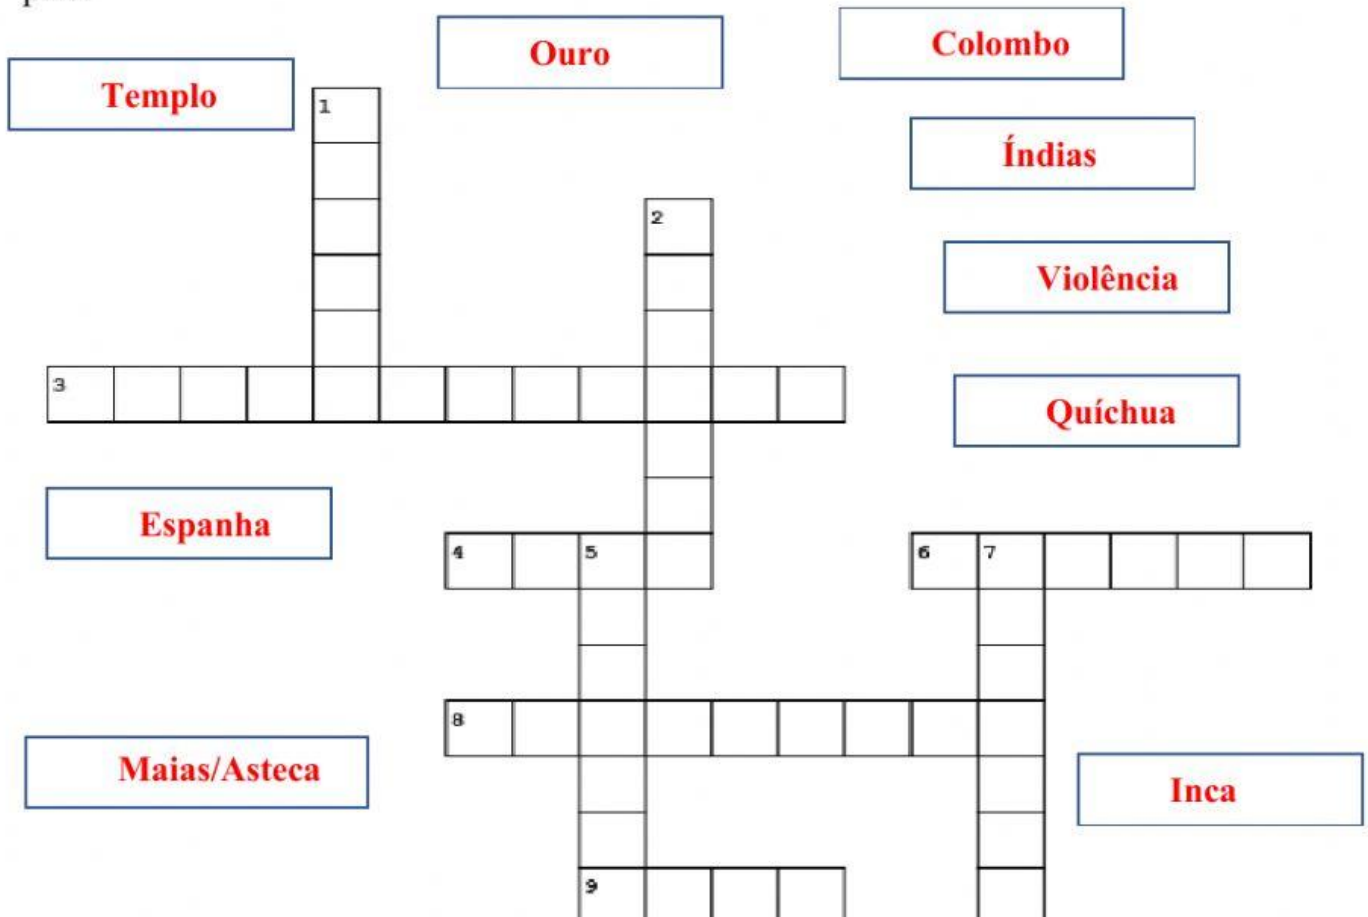 Ouro
Colombo
Templo
1
Índias
2
Violência
3
Quíchua
Espanha
4
5
6
7
8
Maias/Asteca
Inca
9